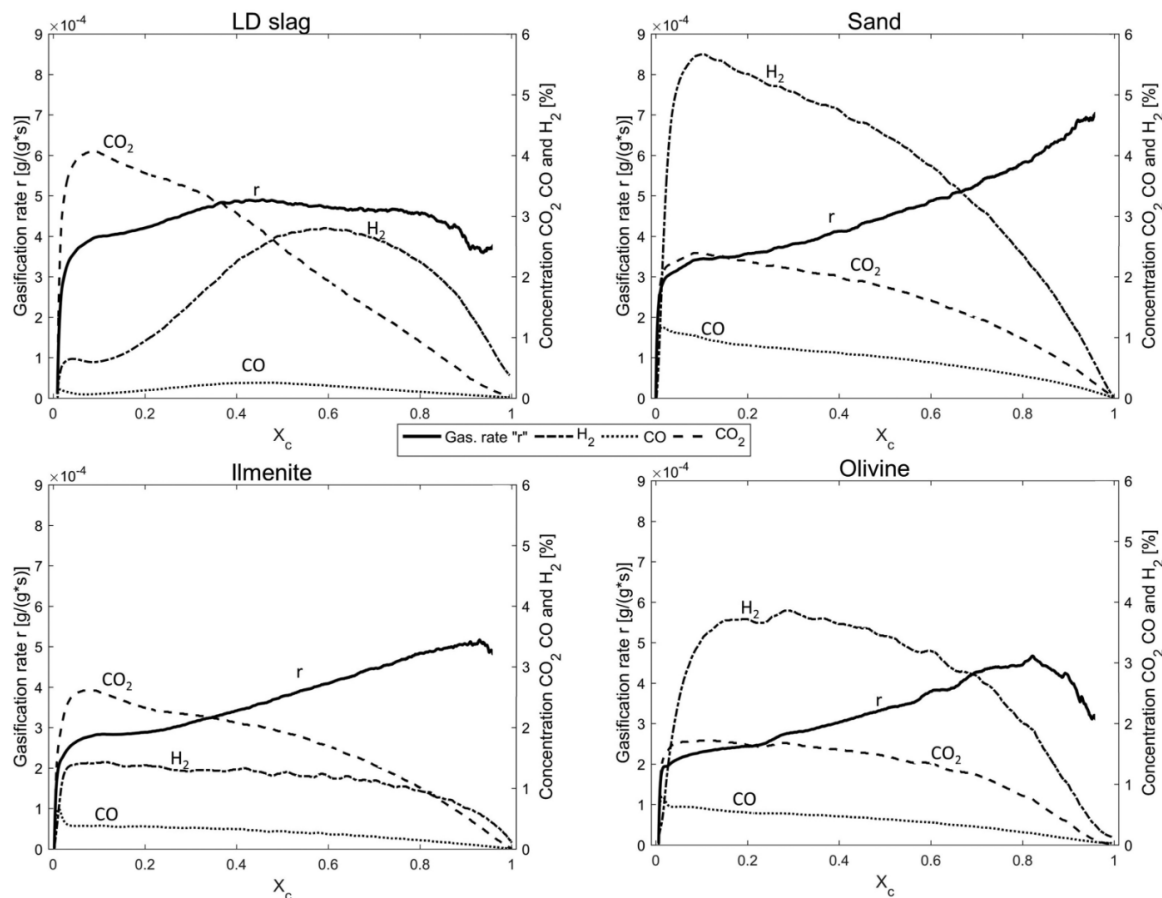 LD slag
×10⁻⁴
Gasification rate r [g/(g*s)]
9
8
7
6
5
4
3
2
1
0
CO₂
r
H₂
CO
6
5
4
3
2
1
0
Concentration CO₂ CO and H₂ [%]
0 0.2 0.4 0.6 0.8 1
X_c
Sand
×10⁻⁴
Gasification rate r [g/(g*s)]
9
8
7
6
5
4
3
2
1
0
H₂
r
CO₂
CO
6
5
4
3
2
1
0
Concentration CO₂ CO and H₂ [%]
0 0.2 0.4 0.6 0.8 1
X_c
Gas. rate "r" H₂ CO CO₂
Ilmenite
×10⁻⁴
Gasification rate r [g/(g*s)]
9
8
7
6
5
4
3
2
1
0
CO₂
r
H₂
CO
6
5
4
3
2
1
0
Concentration CO₂ CO and H₂ [%]
0 0.2 0.4 0.6 0.8 1
X_c
Olivine
×10⁻⁴
Gasification rate r [g/(g*s)]
9
8
7
6
5
4
3
2
1
0
H₂
r
CO₂
CO
6
5
4
3
2
1
0
Concentration CO₂ CO and H₂ [%]
0 0.2 0.4 0.6 0.8 1
X_c